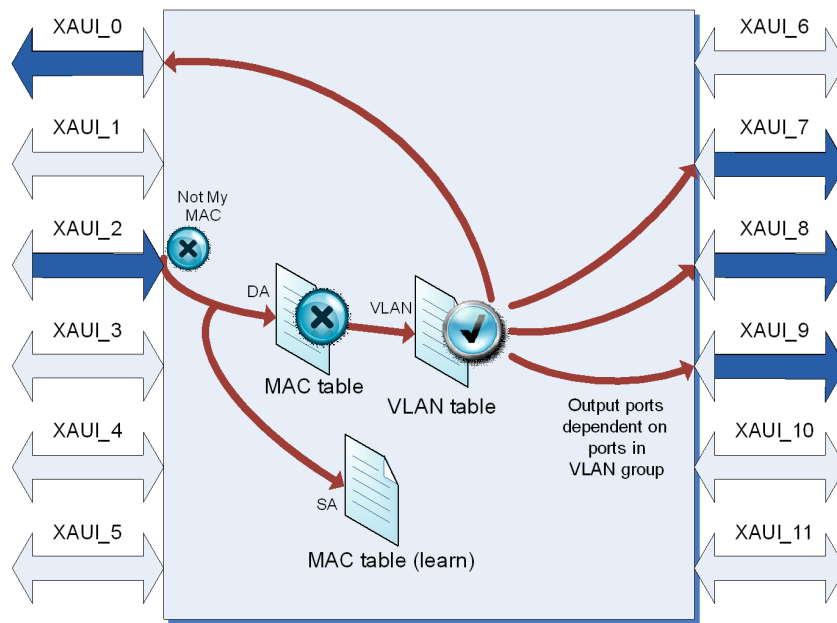 XAUI_0
XAUI_1
XAUI_2
XAUI_3
XAUI_4
XAUI_5
Not My
MAC
DA
MAC table
VLAN
VLAN table
SA
MAC table (learn)
Output ports
dependent on
ports in
VLAN group
XAUI_6
XAUI_7
XAUI_8
XAUI_9
XAUI_10
XAUI_11